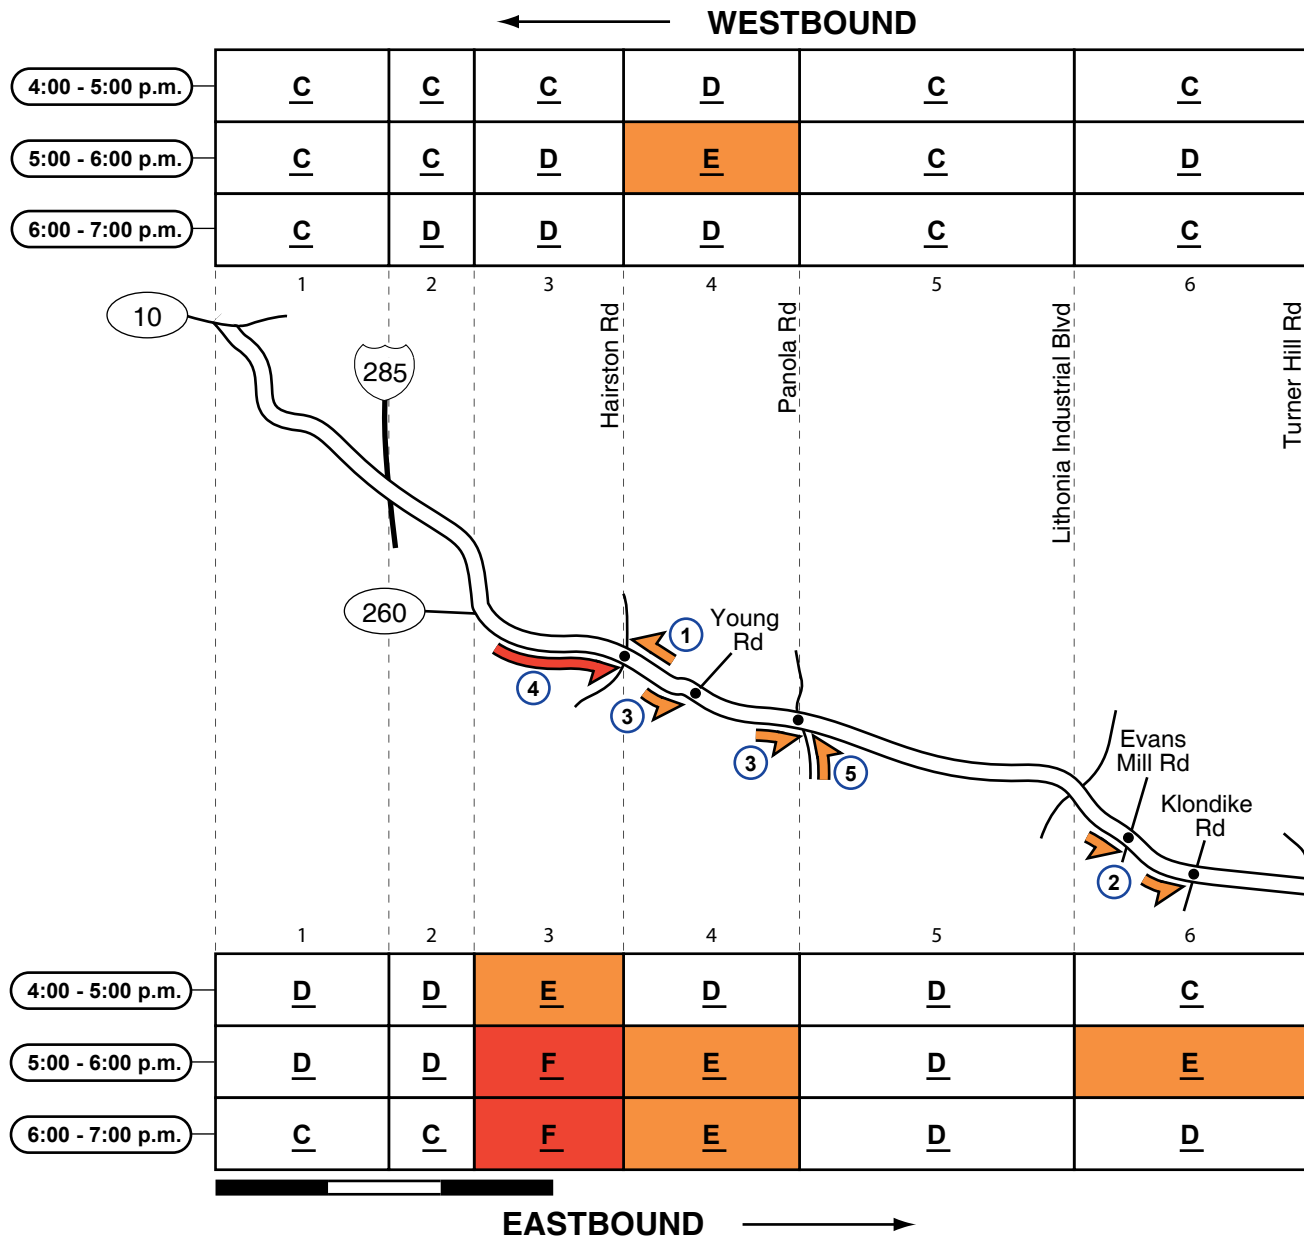 WESTBOUND
4:00 - 5:00 p.m. C C C D C C
5:00 - 6:00 p.m. C C D E C D
6:00 - 7:00 p.m. C D D D C C
1 2 3 4 5 6
Hairston Rd
Panola Rd
Lithonia Industrial Blvd
Turner Hill Rd
10
285
260
Young
Rd
1
4
3
3
5
Evans
Mill Rd
Klondike
Rd
2
1 2 3 4 5 6
4:00 - 5:00 p.m. D D E D D C
5:00 - 6:00 p.m. D D F E D E
6:00 - 7:00 p.m. C C F E D D
EASTBOUND